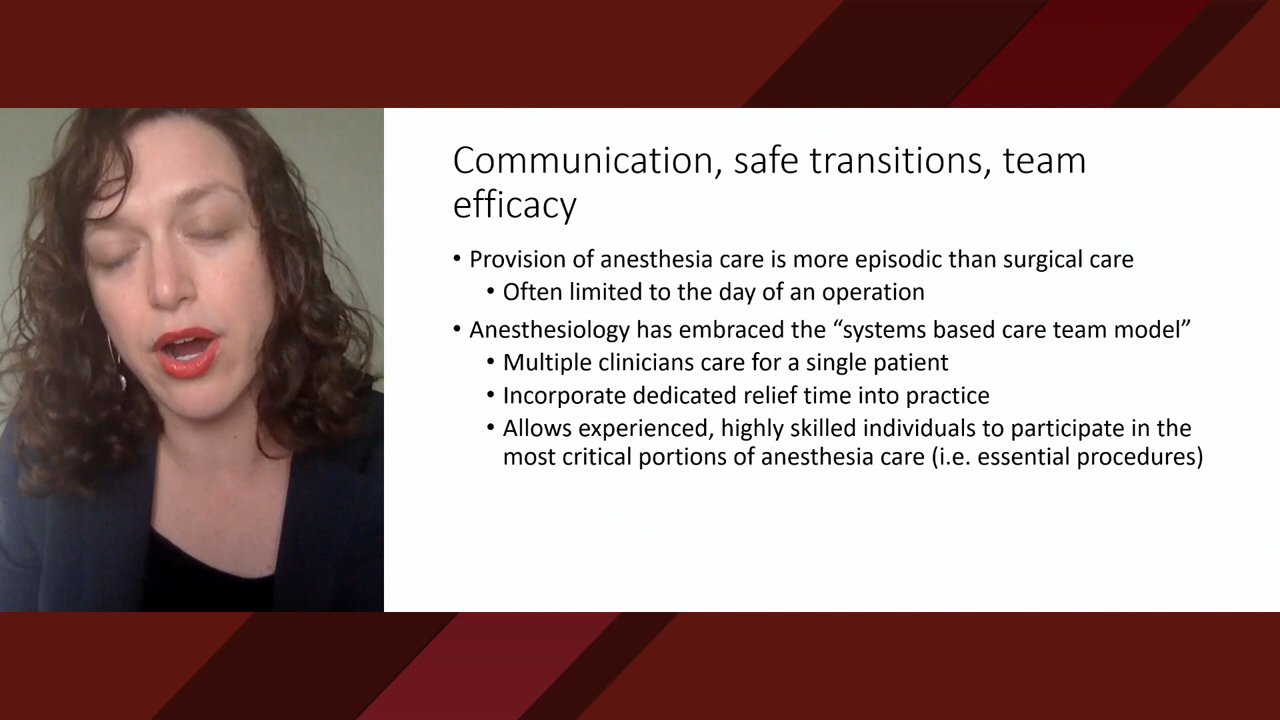 Communication, safe transitions, team
efficacy
• Provision of anesthesia care is more episodic than surgical care
• Often limited to the day of an operation
• Anesthesiology has embraced the “systems based care team model”
• Multiple clinicians care for a single patient
• Incorporate dedicated relief time into practice
• Allows experienced, highly skilled individuals to participate in the
most critical portions of anesthesia care (i.e. essential procedures)